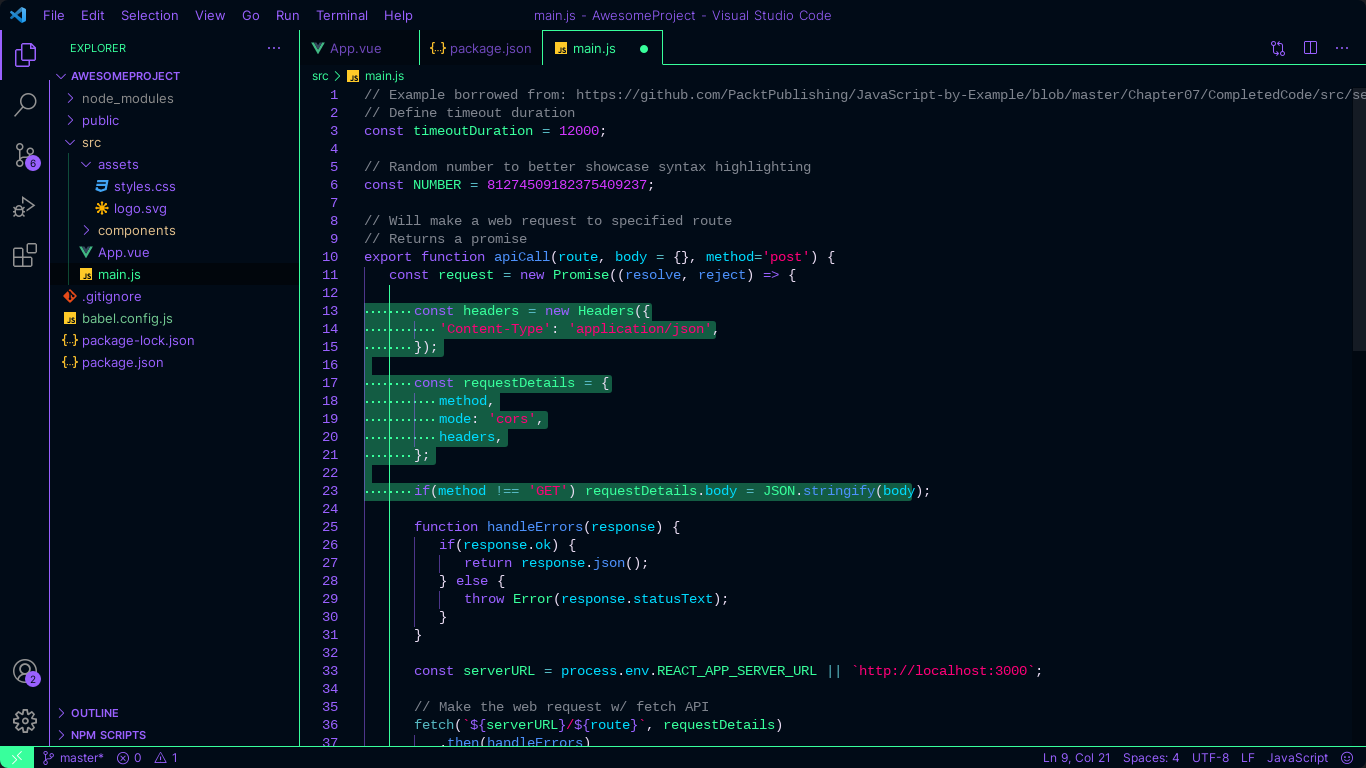 File Edit Selection View Go Run Terminal Help main.js - AwesomeProject - Visual Studio Code
EXPLORER
AWESOMEPROJECT
node_modules
public
src
assets
styles.css
logo.svg
components
App.vue
main.js
.gitignore
babel.config.js
package-lock.json
package.json
OUTLINE
NPM SCRIPTS
6
2
App.vue package.json main.js
src > main.js
1 // Example borrowed from: https://github.com/PacktPublishing/JavaScript-by-Example/blob/master/Chapter07/CompletedCode/src/se
2 // Define timeout duration
3 const timeoutDuration = 12000;
4
5 // Random number to better showcase syntax highlighting
6 const NUMBER = 81274509182375409237;
7
8 // Will make a web request to specified route
9 // Returns a promise
10 export function apiCall(route, body = {}, method='post') {
11 const request = new Promise((resolve, reject) => {
12
13 const headers = new Headers({
14 'Content-Type': 'application/json',
15 });
16
17 const requestDetails = {
18 method,
19 mode: 'cors',
20 headers,
21 };
22
23 if(method !== 'GET') requestDetails.body = JSON.stringify(body);
24
25 function handleErrors(response) {
26 if(response.ok) {
27 return response.json();
28 } else {
29 throw Error(response.statusText);
30 }
31 }
32
33 const serverURL = process.env.REACT_APP_SERVER_URL || `http://localhost:3000`;
34
35 // Make the web request w/ fetch API
36 fetch(`${serverURL}/${route}`, requestDetails)
37 .then(handleErrors)
master* 0 1 Ln 9, Col 21 Spaces: 4 UTF-8 LF JavaScript